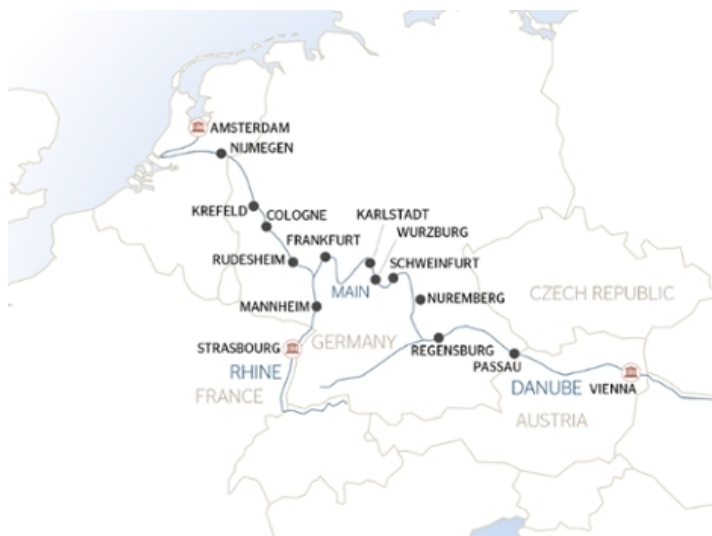 AMSTERDAM
NIJMEGEN
KREFELD
COLOGNE
KARLSTADT
WURZBURG
FRANKFURT
RUDESHEIM
SCHWEINFURT
MAIN
NUREMBERG
CZECH REPUBLIC
MANNHEIM
GERMANY
STRASBOURG
REGENSBURG
PASSAU
RHINE
FRANCE
DANUBE
VIENNA
AUSTRIA